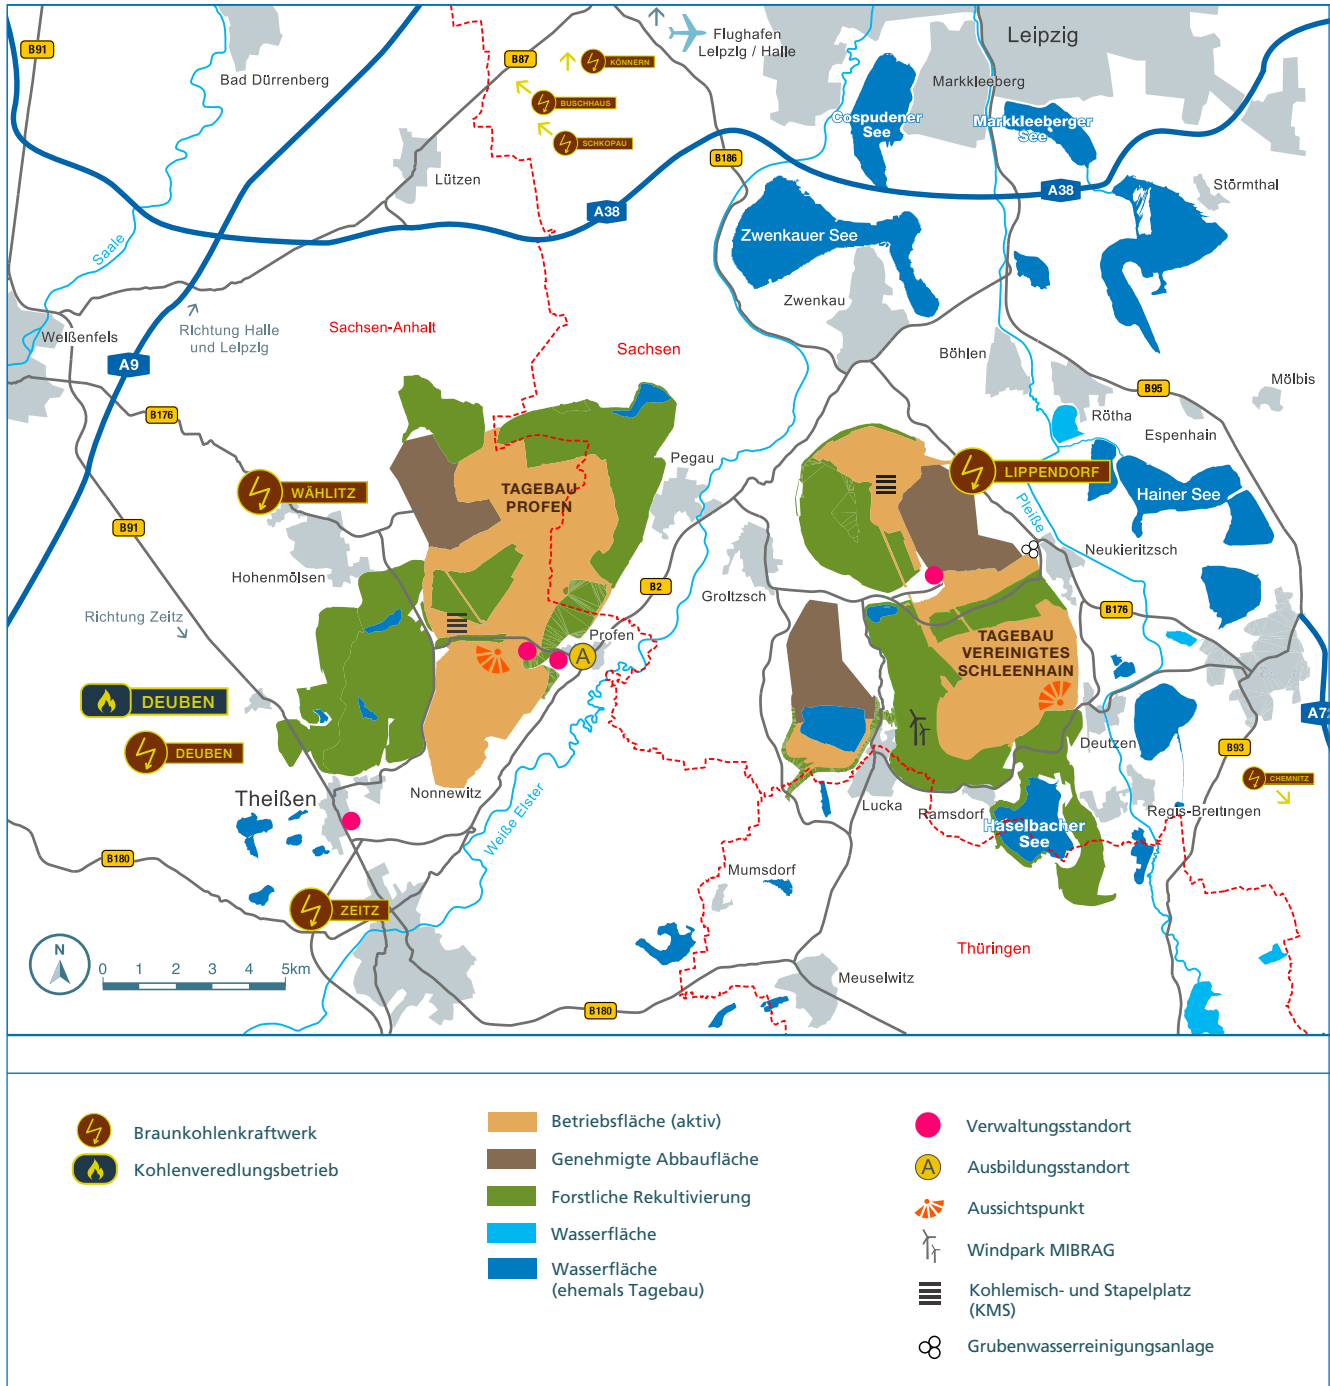 B91
Bad Dürrenberg
B87
KÖNNERN
BUSCHHAUS
SCHKOPAU
Flughafen
Leipzig / Halle
Leipzig
Markkleeberg
Cospudener
See
Markkleeberger
See
B186
Störmthal
Lützen
A38
A38
Saale
Zwenkauer See
Zwenkau
Weißenfels
Richtung Halle
und Leipzig
Sachsen-Anhalt
Sachsen
A9
Böhlen
B95
Mölbis
B176
Rötha
Espenhain
Pegau
WÄHLITZ
TAGEBAU
PROFEN
LIPPENDORF
Hainer See
Pleiße
B91
Hohenmölsen
Neukieritzsch
B2
Groitzsch
B176
Richtung Zeitz
Profen
A
TAGEBAU
VEREINIGTES
SCHLEENHAIN
DEUBEN
DEUBEN
A72
Deutzen
B93
CHEMNITZ
Theißen
Nonnewitz
Weiße Elster
Lucka
Ramsdorf
Regis-Breitingen
Haselbacher
See
B180
Mumsdorf
ZEITZ
Thüringen
N
0 1 2 3 4 5km
Meuselwitz
B180
Braunkohlenkraftwerk
Kohlenveredlungsbetrieb
Betriebsfläche (aktiv)
Genehmigte Abbaufläche
Forstliche Rekultivierung
Wasserfläche
Wasserfläche
(ehemals Tagebau)
Verwaltungsstandort
A
Ausbildungsstandort
Aussichtspunkt
Windpark MIBRAG
Kohlemisch- und Stapelplatz
(KMS)
Grubenwasserreinigungsanlage